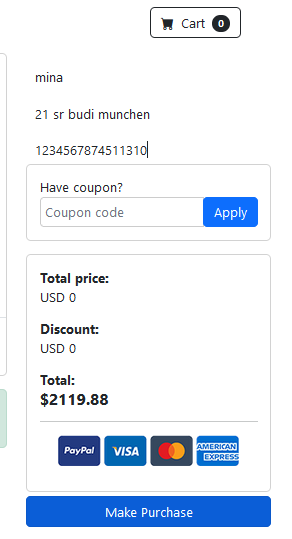 Cart 0
mina
21 sr budi munchen
1234567874511310
Have coupon?
Coupon code
Apply
Total price:
USD 0
Discount:
USD 0
Total:
$2119.88
PayPal VISA MasterCard AMERICAN EXPRESS
Make Purchase